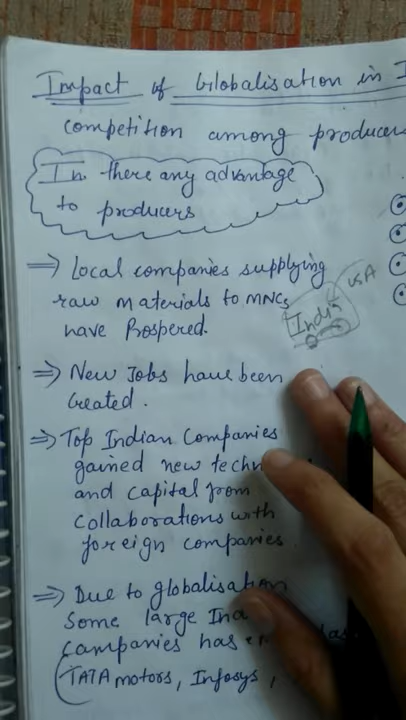 Impact of Globalisation in
competition among producers
In there any advantage
to producers
⇒ Local companies supplying
raw materials to MNCs
have Prospered.
USA
India
⇒ New Jobs have been
Created.
⇒ Top Indian Companies
gained new
and capital from
collaborations with
foreign companies
⇒ Due to globalisation
Some large
companies has
(TATA motors, Infosys,